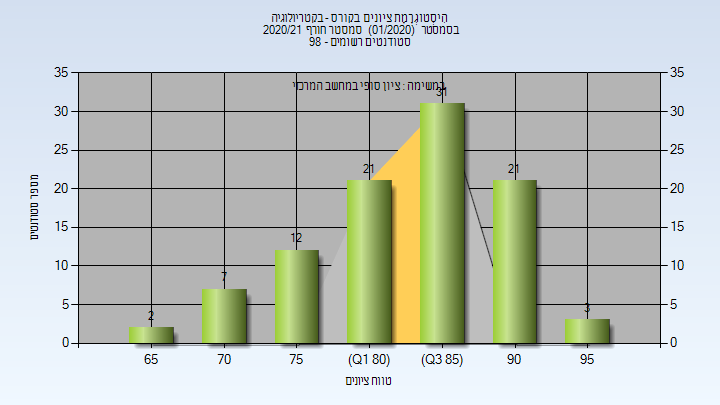 היסטוגרמת ציונים בקורס - בקטריולוגיה
בסמסטר (01/2020) סמסטר חורף 2020/21
סטודנטים רשומים - 98
במשימה : ציון סופי במחשב המרכזי
35 35
30 30
25 25
20 20
15 15
10 10
5 5
0 0
2 7 12 21 31 21 3
65 70 75 (Q1 80) (Q3 85) 90 95
מספר סטודנטים
טווח ציונים